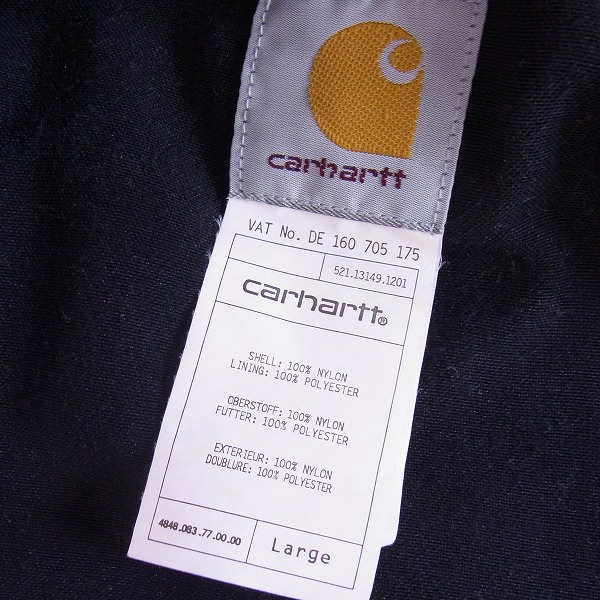 carhartt
VAT No. DE 160 705 175
521.13149.1201
carhartt®
SHELL: 100% NYLON
LINING: 100% POLYESTER
OBERSTOFF: 100% NYLON
FUTTER: 100% POLYESTER
EXTERIEUR: 100% NYLON
DOUBLURE: 100% POLYESTER
4848.083.77.00.00
Large